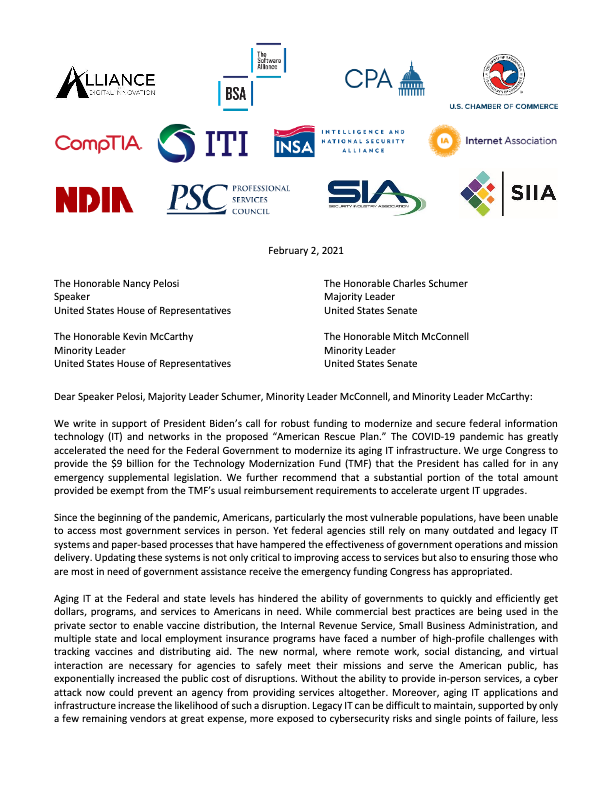 ALLIANCE
DIGITAL INNOVATION
The
Software
Alliance
BSA
CPA
U.S. CHAMBER OF COMMERCE
CompTIA.
ITI
INSA
INTELLIGENCE AND
NATIONAL SECURITY
ALLIANCE
IA
Internet Association
NDIA
PSC
PROFESSIONAL
SERVICES
COUNCIL
SIA
SECURITY INDUSTRY ASSOCIATION
SIIA
February 2, 2021
The Honorable Nancy Pelosi
Speaker
United States House of Representatives
The Honorable Charles Schumer
Majority Leader
United States Senate
The Honorable Kevin McCarthy
Minority Leader
United States House of Representatives
The Honorable Mitch McConnell
Minority Leader
United States Senate
Dear Speaker Pelosi, Majority Leader Schumer, Minority Leader McConnell, and Minority Leader McCarthy:
We write in support of President Biden’s call for robust funding to modernize and secure federal information
technology (IT) and networks in the proposed “American Rescue Plan.” The COVID-19 pandemic has greatly
accelerated the need for the Federal Government to modernize its aging IT infrastructure. We urge Congress to
provide the $9 billion for the Technology Modernization Fund (TMF) that the President has called for in any
emergency supplemental legislation. We further recommend that a substantial portion of the total amount
provided be exempt from the TMF’s usual reimbursement requirements to accelerate urgent IT upgrades.
Since the beginning of the pandemic, Americans, particularly the most vulnerable populations, have been unable
to access most government services in person. Yet federal agencies still rely on many outdated and legacy IT
systems and paper-based processes that have hampered the effectiveness of government operations and mission
delivery. Updating these systems is not only critical to improving access to services but also to ensuring those who
are most in need of government assistance receive the emergency funding Congress has appropriated.
Aging IT at the Federal and state levels has hindered the ability of governments to quickly and efficiently get
dollars, programs, and services to Americans in need. While commercial best practices are being used in the
private sector to enable vaccine distribution, the Internal Revenue Service, Small Business Administration, and
multiple state and local employment insurance programs have faced a number of high-profile challenges with
tracking vaccines and distributing aid. The new normal, where remote work, social distancing, and virtual
interaction are necessary for agencies to safely meet their missions and serve the American public, has
exponentially increased the public cost of disruptions. Without the ability to provide in-person services, a cyber
attack now could prevent an agency from providing services altogether. Moreover, aging IT applications and
infrastructure increase the likelihood of such a disruption. Legacy IT can be difficult to maintain, supported by only
a few remaining vendors at great expense, more exposed to cybersecurity risks and single points of failure, less